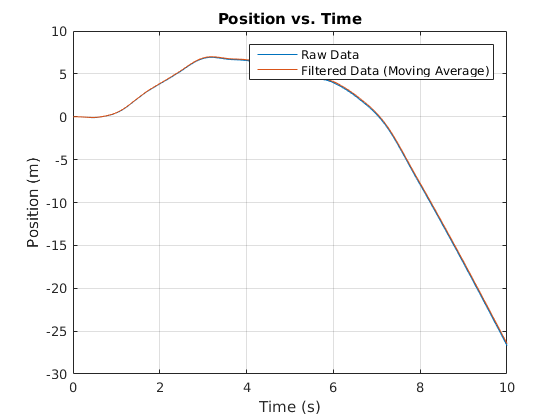 Position vs. Time
Raw Data
Filtered Data (Moving Average)
10
5
0
-5
-10
-15
-20
-25
-30
Position (m)
0 2 4 6 8 10
Time (s)